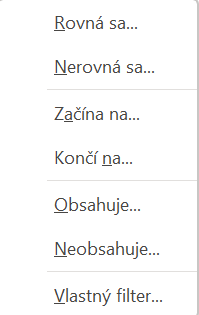 Rovná sa...
Nerovná sa...
Začína na...
Končí na...
Obsahuje...
Neobsahuje...
Vlastný filter...